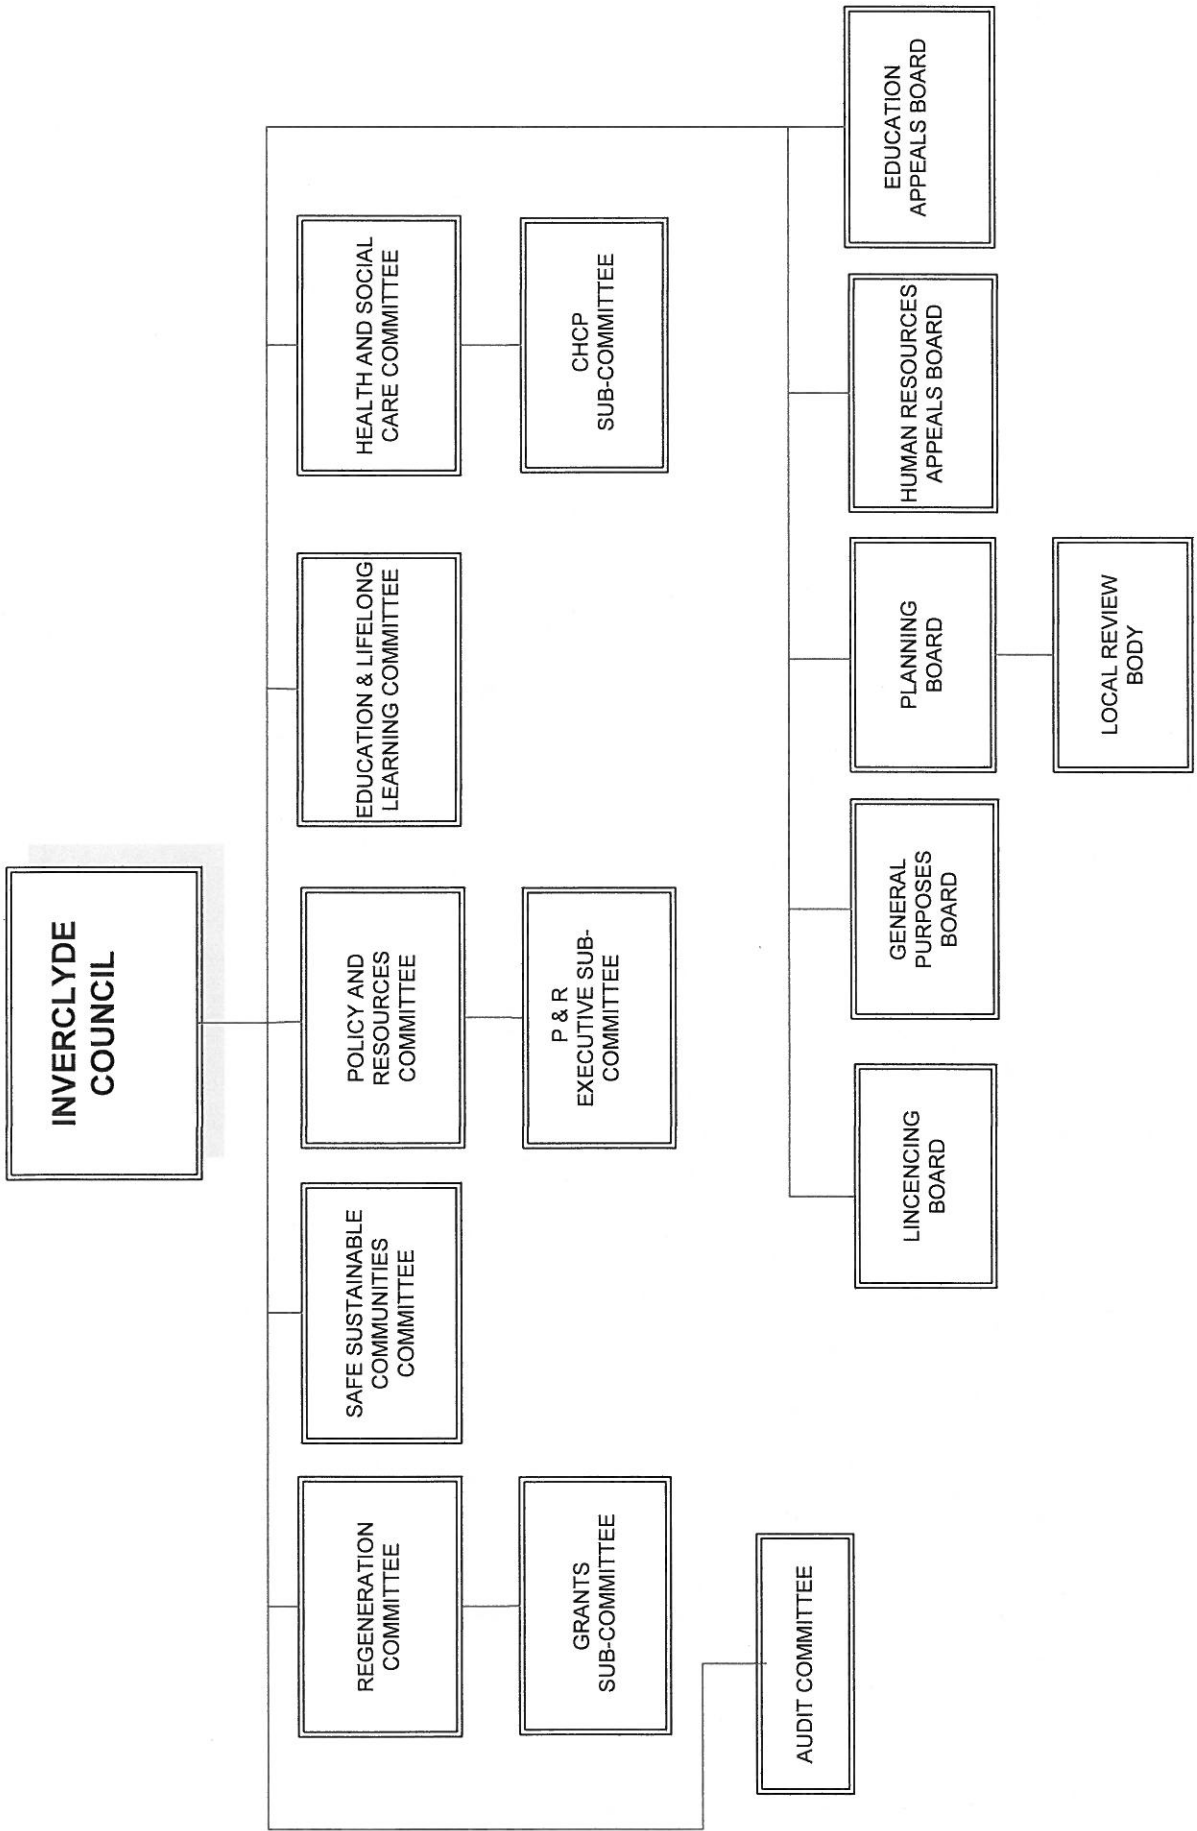 INVERCLYDE
COUNCIL
REGENERATION
COMMITTEE
SAFE SUSTAINABLE
COMMUNITIES
COMMITTEE
POLICY AND
RESOURCES
COMMITTEE
EDUCATION & LIFELONG
LEARNING COMMITTEE
HEALTH AND SOCIAL
CARE COMMITTEE
GRANTS
SUB-COMMITTEE
P & R
EXECUTIVE SUB-
COMMITTEE
CHCP
SUB-COMMITTEE
AUDIT COMMITTEE
LINCENCING
BOARD
GENERAL
PURPOSES
BOARD
PLANNING
BOARD
HUMAN RESOURCES
APPEALS BOARD
EDUCATION
APPEALS BOARD
LOCAL REVIEW
BODY